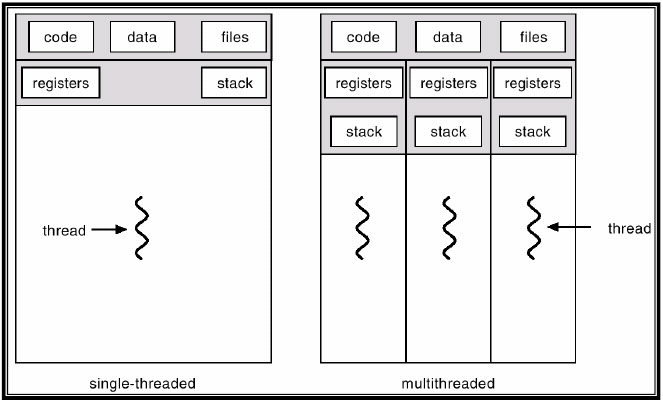 code data files
registers stack
thread
single-threaded
code data files
registers registers registers
stack stack stack
thread
multithreaded